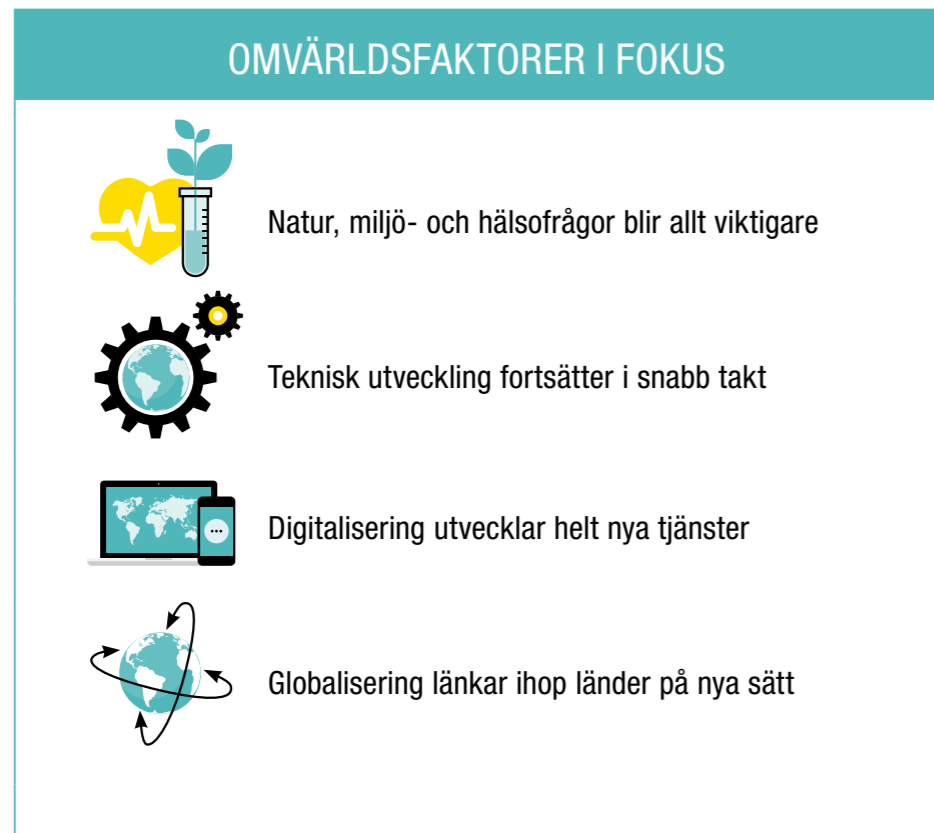 OMVÄRLDSFAKTORER I FOKUS
Natur, miljö- och hälsofrågor blir allt viktigare
Teknisk utveckling fortsätter i snabb takt
Digitalisering utvecklar helt nya tjänster
Globalisering länkar ihop länder på nya sätt